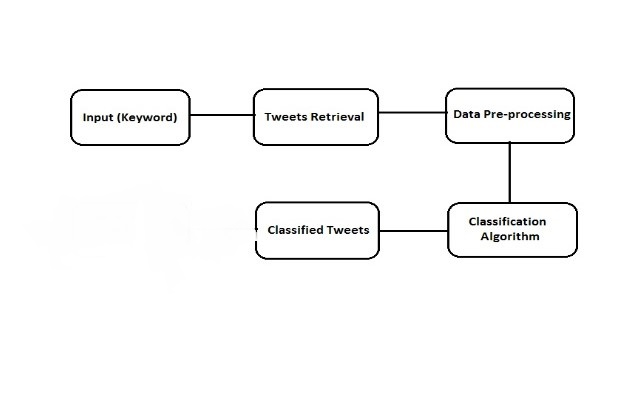 Input (Keyword)
Tweets Retrieval
Data Pre-processing
Classification
Algorithm
Classified Tweets